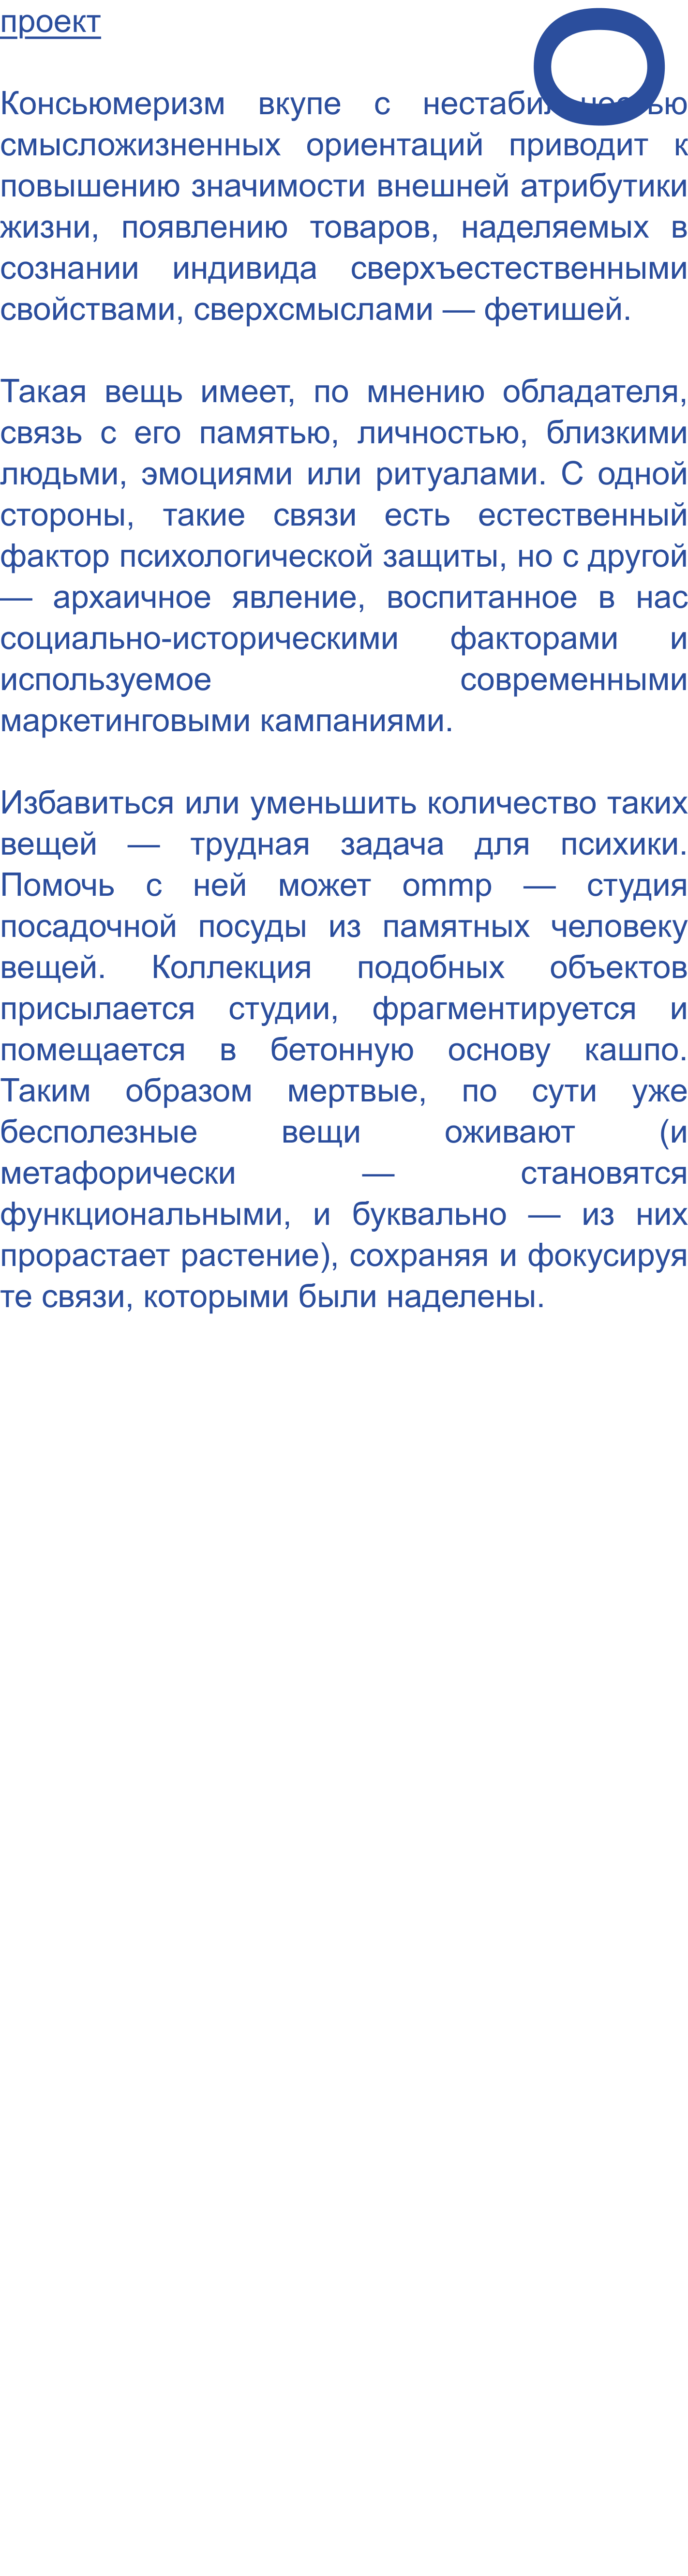 проект
O
Консьюмеризм вкупе с нестабильностью
смысложизненных ориентаций приводит к
повышению значимости внешней атрибутики
жизни, появлению товаров, наделяемых в
сознании индивида сверхъестественными
свойствами, сверхсмыслами — фетишей.
Такая вещь имеет, по мнению обладателя,
связь с его памятью, личностью, близкими
людьми, эмоциями или ритуалами. С одной
стороны, такие связи есть естественный
фактор психологической защиты, но с другой
— архаичное явление, воспитанное в нас
социально-историческими факторами и
используемое современными
маркетинговыми кампаниями.
Избавиться или уменьшить количество таких
вещей — трудная задача для психики.
Помочь с ней может ommp — студия
посадочной посуды из памятных человеку
вещей. Коллекция подобных объектов
присылается студии, фрагментируется и
помещается в бетонную основу кашпо.
Таким образом мертвые, по сути уже
бесполезные вещи оживают (и
метафорически — становятся
функциональными, и буквально — из них
прорастает растение), сохраняя и фокусируя
те связи, которыми были наделены.